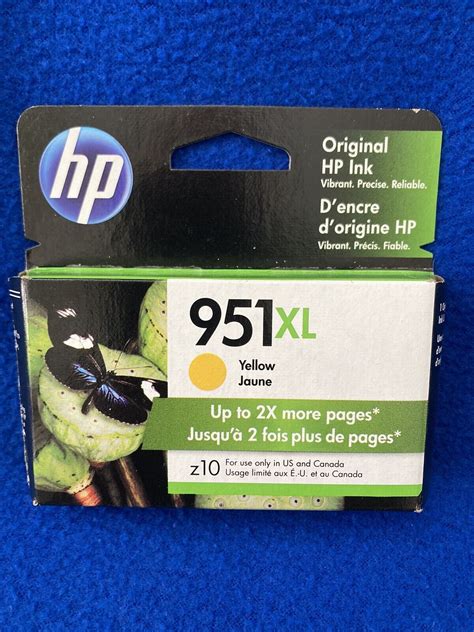 hp
Original
HP Ink
Vibrant. Precise. Reliable.
D'encre
d'origine HP
Vibrant. Précis. Fiable.
951XL
Yellow
Jaune
Up to 2X more pages*
Jusqu'à 2 fois plus de pages*
z10 For use only in US and Canada
Usage limité aux É.-U. et au Canada